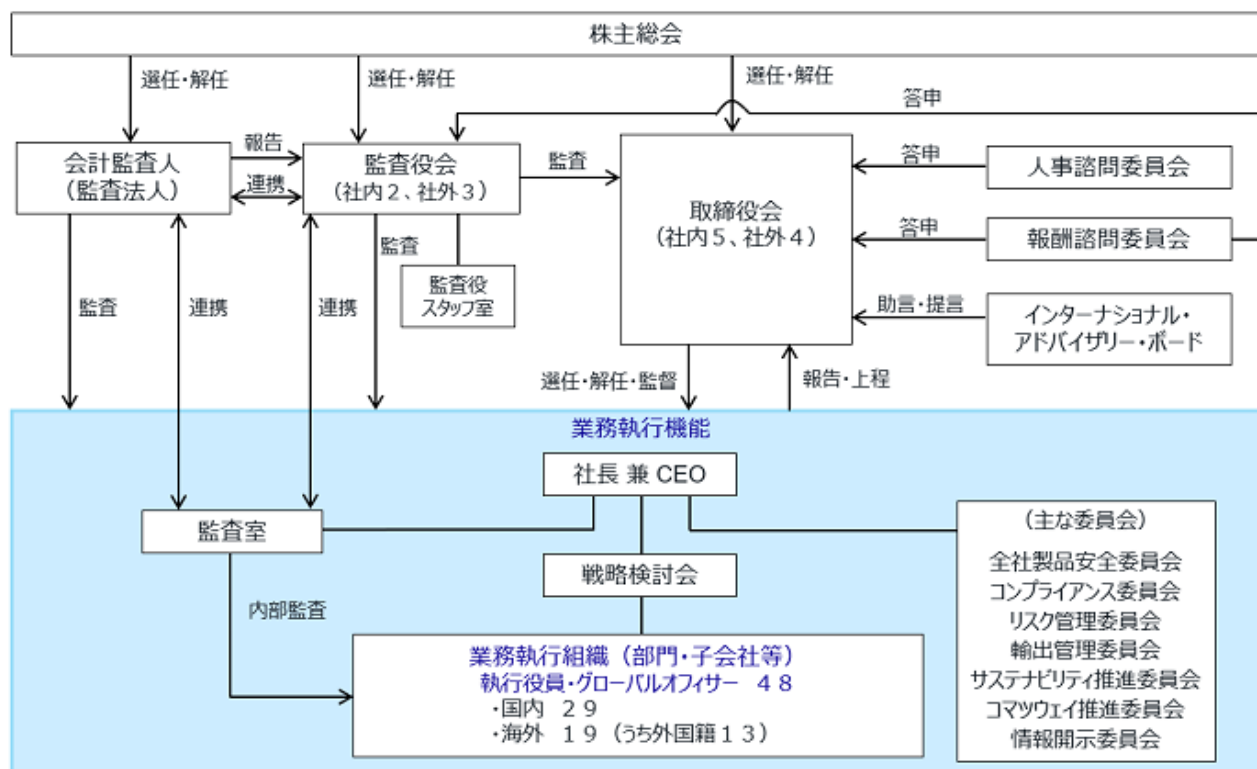 株主総会
選任・解任
選任・解任
選任・解任
答申
会計監査人
（監査法人）
報告
連携
監査役会
（社内２、社外３）
監査
取締役会
（社内５、社外４）
答申
人事諮問委員会
答申
報酬諮問委員会
助言・提言
インターナショナル・
アドバイザリー・ボード
監査
連携
監査
連携
監査役
スタッフ室
選任・解任・監督
報告・上程
業務執行機能
社長 兼 CEO
監査室
戦略検討会
内部監査
業務執行組織（部門・子会社等）
執行役員・グローバルオフィサー ４８
・国内 ２９
・海外 １９（うち外国籍１３）
（主な委員会）
全社製品安全委員会
コンプライアンス委員会
リスク管理委員会
輸出管理委員会
サステナビリティ推進委員会
コマツウェイ推進委員会
情報開示委員会